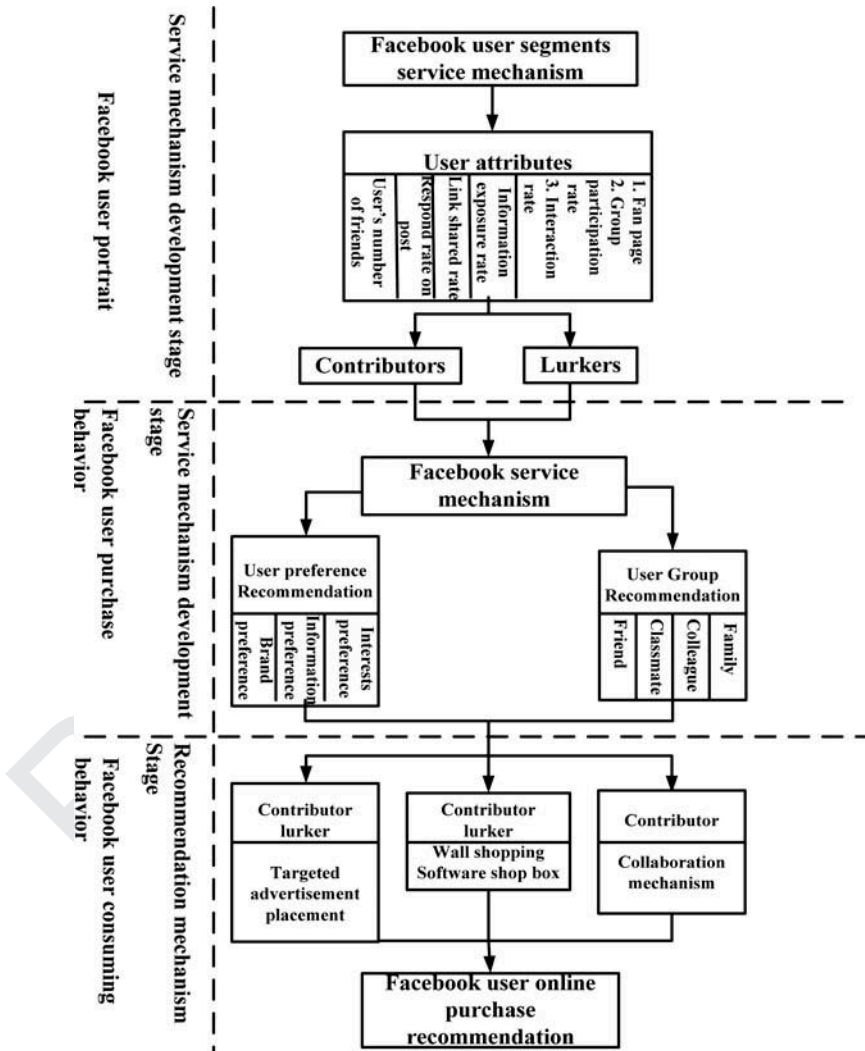 Service mechanism development stage
Facebook user portrait
Facebook user segments
service mechanism
User attributes
1. Fan page
2. Group
participation
rate
3. Interaction
rate
Information
exposure rate
Link shared rate
Respond rate on
post
User's number
of friends
Contributors
Lurkers
Service mechanism development
stage
Facebook user purchase
behavior
Facebook service
mechanism
User preference
Recommendation
Interests
preference
Information
preference
Brand
preference
User Group
Recommendation
Family
Colleague
Classmate
Friend
Recommendation mechanism
Stage
Facebook user consuming
behavior
Contributor
lurker
Targeted
advertisement
placement
Contributor
lurker
Wall shopping
Software shop box
Contributor
Collaboration
mechanism
Facebook user online
purchase
recommendation